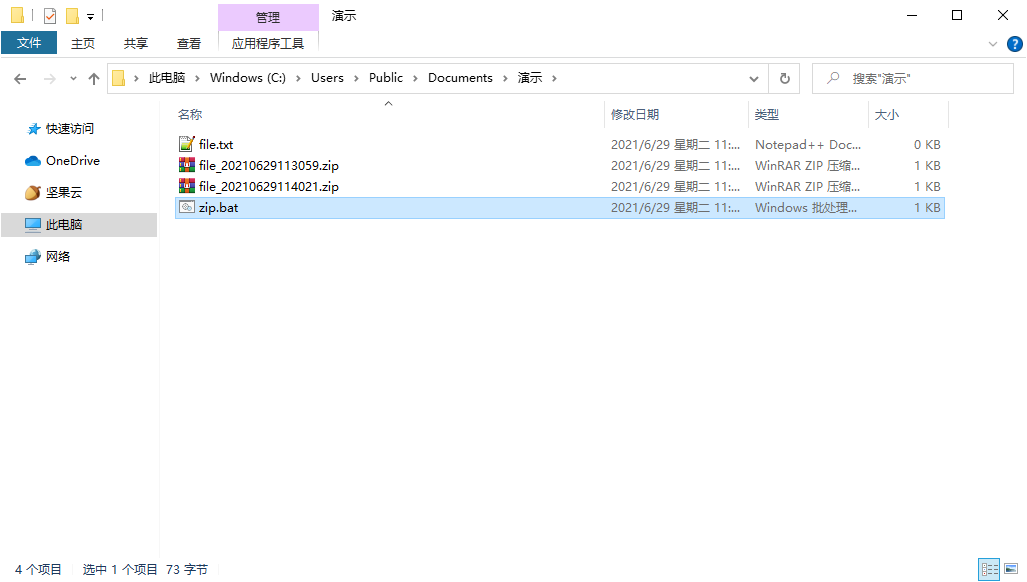 管理 演示
文件 主页 共享 查看 应用程序工具
此电脑 Windows (C:) Users Public Documents 演示 搜索"演示"
名称 修改日期 类型 大小
快速访问
OneDrive
坚果云
此电脑
网络
file.txt 2021/6/29 星期二 11:... Notepad++ Doc... 0 KB
file_20210629113059.zip 2021/6/29 星期二 11:... WinRAR ZIP 压缩... 1 KB
file_20210629114021.zip 2021/6/29 星期二 11:... WinRAR ZIP 压缩... 1 KB
zip.bat 2021/6/29 星期二 11:... Windows 批处理... 1 KB
4 个项目 选中 1 个项目 73 字节